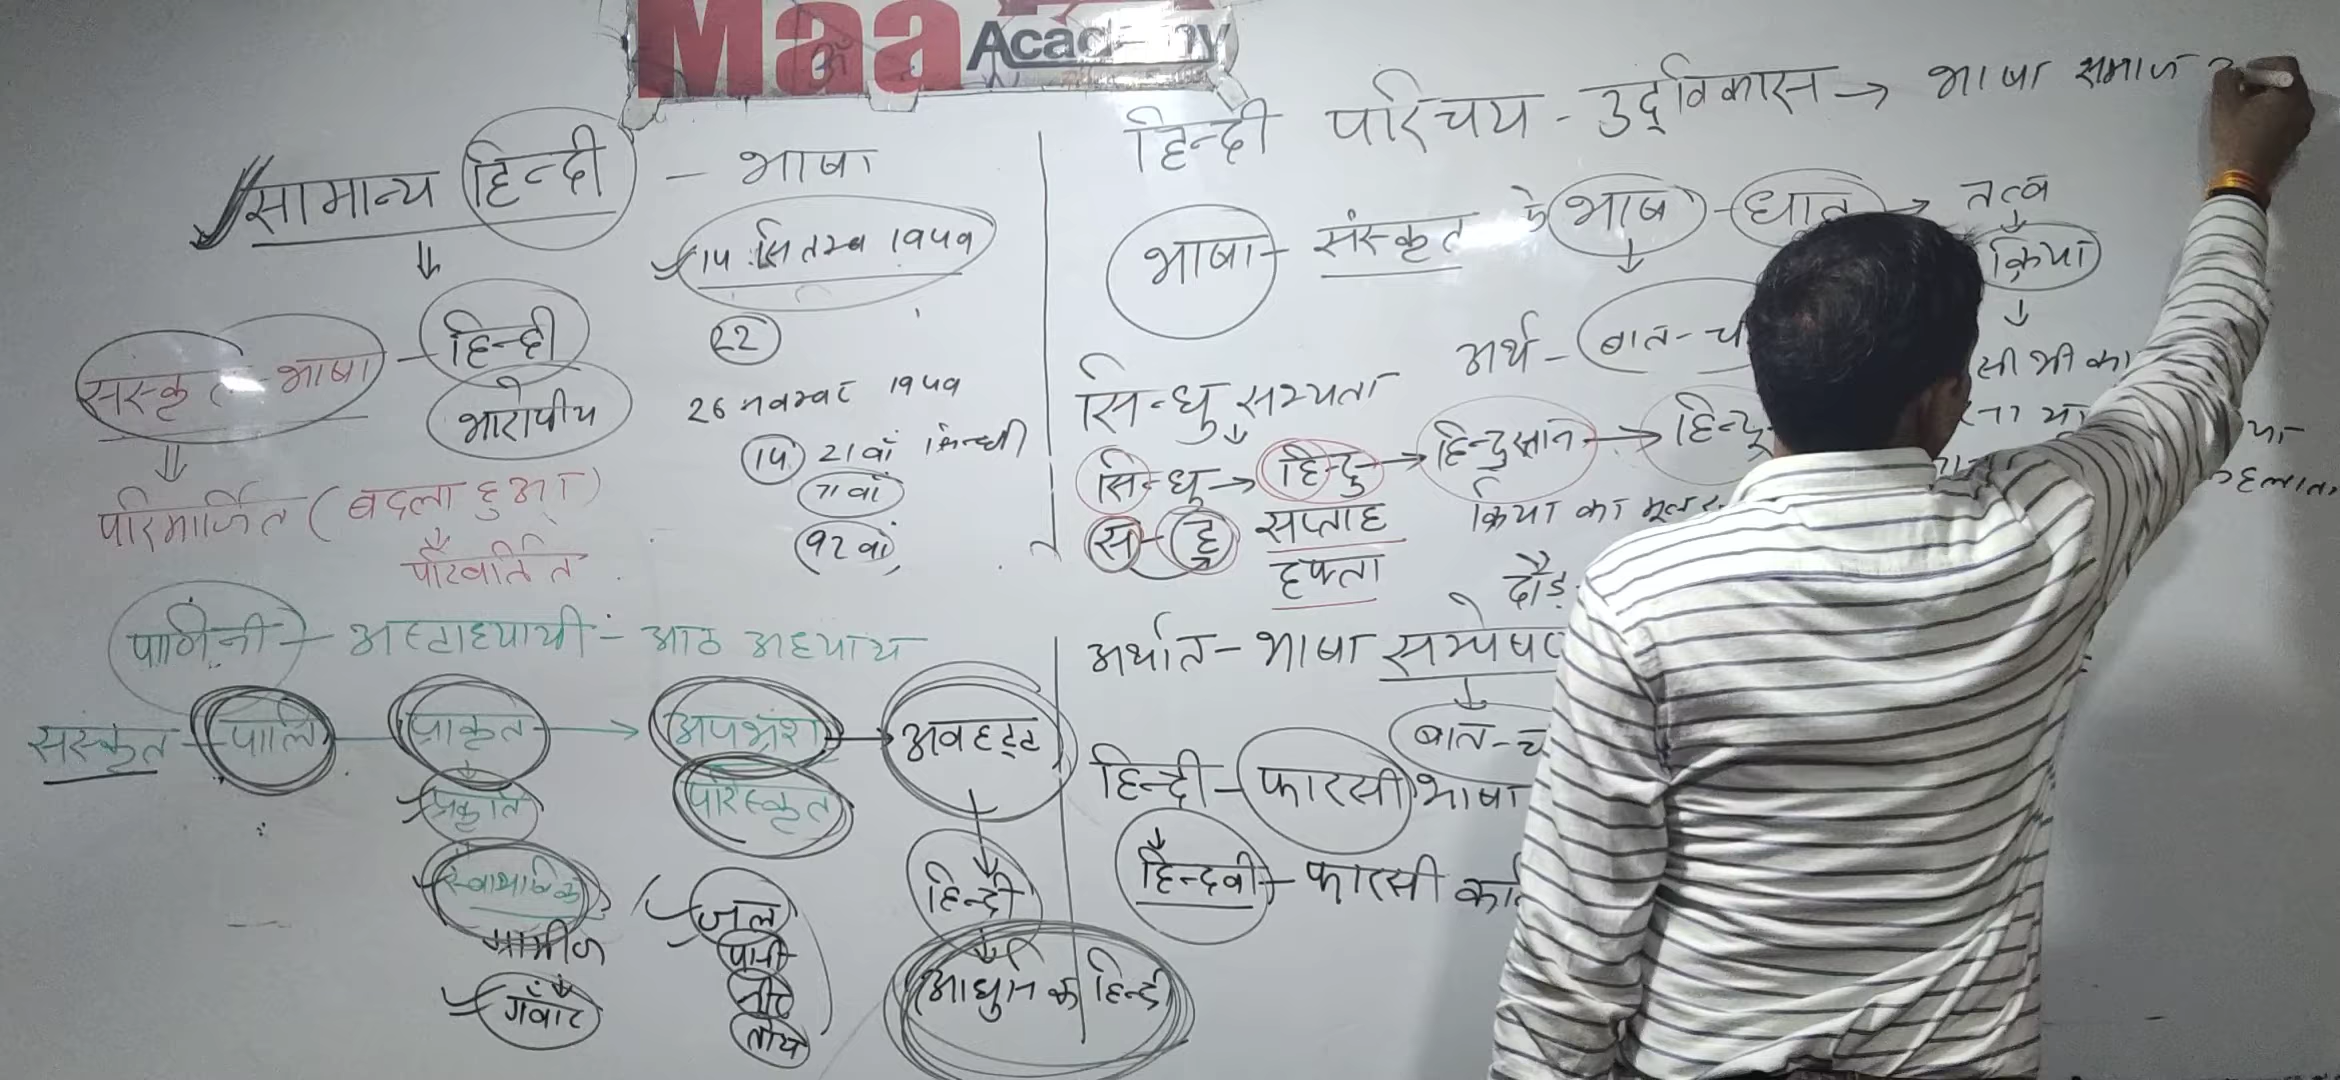 Maa Academy
सामान्य हिन्दी - भाषा
14 सितम्ब 1949
संस्कृत भाषा - हिन्दी
22
भारोपीय
26 नवम्बर 1949
14 21वाँ सिन्धी
71वाँ
92वाँ
परिमार्जित (बदला हुआ)
परिवर्तित
पाणिनी - अस्टाध्यायी - आठ अध्याय
सस्कृत - पालि - प्राकृत → अपभ्रंश → अवहट्ट
प्रकृति
परिस्कृत
स्वाभाविक
ग्रामीण
गँवार
जल
पानी
नीर
तोय
हिन्दी
आधुनिक हिन्दी
हिन्दी परिचय - उद्विकास → भाषा समाज
भाषा - संस्कृत के भाष - धातु → तत्व
क्रिया
अर्थ - बात-ची
सी भी का
सिन्धु सभ्यता
सिन्धु → हिन्दु → हिन्दुस्तान → हिन्दू
स - ह सप्ताह
हफ्ता
क्रिया का मूल
दौड़
अर्थात - भाषा सम्प्रेषण
बात-च
हिन्दी - फारसी भाषा
हिन्दवी - फारसी